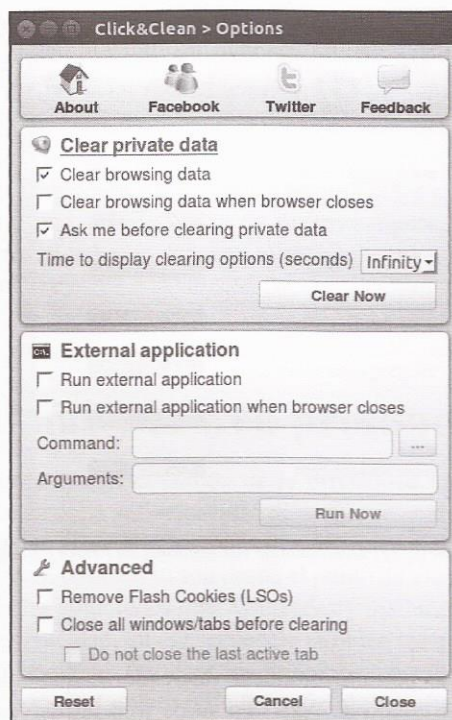 Click&Clean > Options
About Facebook Twitter Feedback
Clear private data
Clear browsing data
Clear browsing data when browser closes
Ask me before clearing private data
Time to display clearing options (seconds) Infinity
Clear Now
External application
Run external application
Run external application when browser closes
Command: ...
Arguments:
Run Now
Advanced
Remove Flash Cookies (LSOs)
Close all windows/tabs before clearing
Do not close the last active tab
Reset Cancel Close